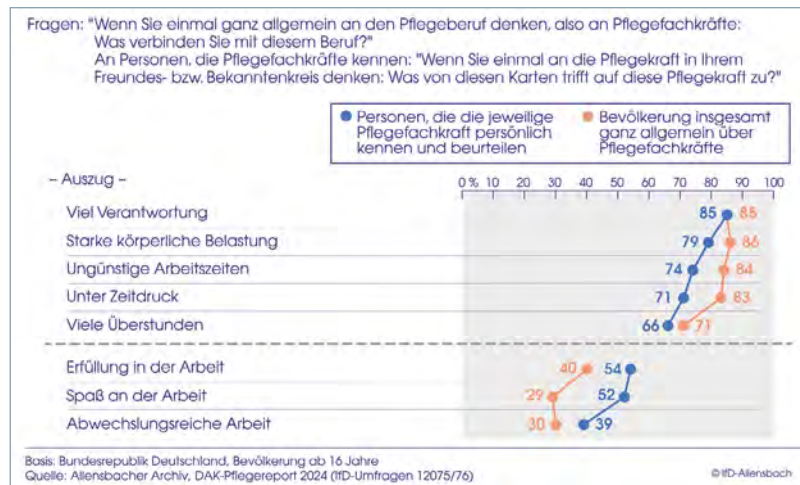 Fragen: "Wenn Sie einmal ganz allgemein an den Pflegeberuf denken, also an Pflegefachkräfte:
Was verbinden Sie mit diesem Beruf?"
An Personen, die Pflegefachkräfte kennen: "Wenn Sie einmal an die Pflegekraft in Ihrem
Freundes- bzw. Bekanntenkreis denken: Was von diesen Karten trifft auf diese Pflegekraft zu?"
Personen, die die jeweilige Pflegefachkraft persönlich kennen und beurteilen
Bevölkerung insgesamt ganz allgemein über Pflegefachkräfte
– Auszug –
0 % 10 20 30 40 50 60 70 80 90 100
Viel Verantwortung 85 85
Starke körperliche Belastung 79 86
Ungünstige Arbeitszeiten 74 84
Unter Zeitdruck 71 83
Viele Überstunden 66 71
Erfüllung in der Arbeit 40 54
Spaß an der Arbeit 29 52
Abwechslungsreiche Arbeit 30 39
Basis: Bundesrepublik Deutschland, Bevölkerung ab 16 Jahre
Quelle: Allensbacher Archiv, DAK-Pflegereport 2024 (IfD-Umfragen 12075/76)
© IfD-Allensbach